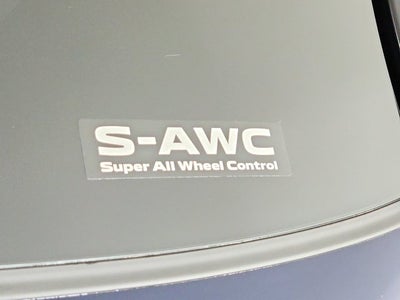 S-AWC
Super All Wheel Control